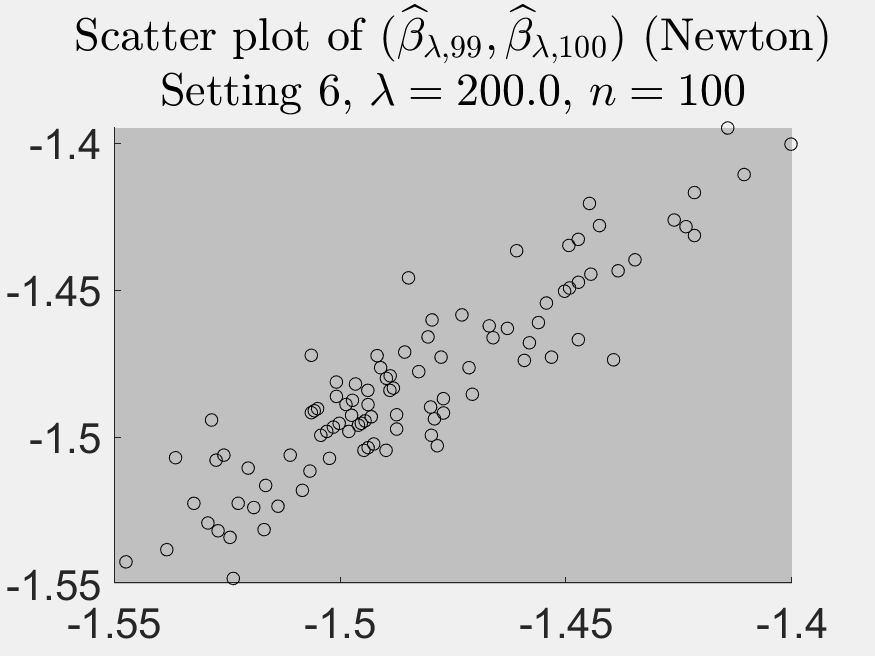 Scatter plot of (β̂λ,99, β̂λ,100) (Newton)
Setting 6, λ = 200.0, n = 100
-1.4
-1.45
-1.5
-1.55
-1.55 -1.5 -1.45 -1.4